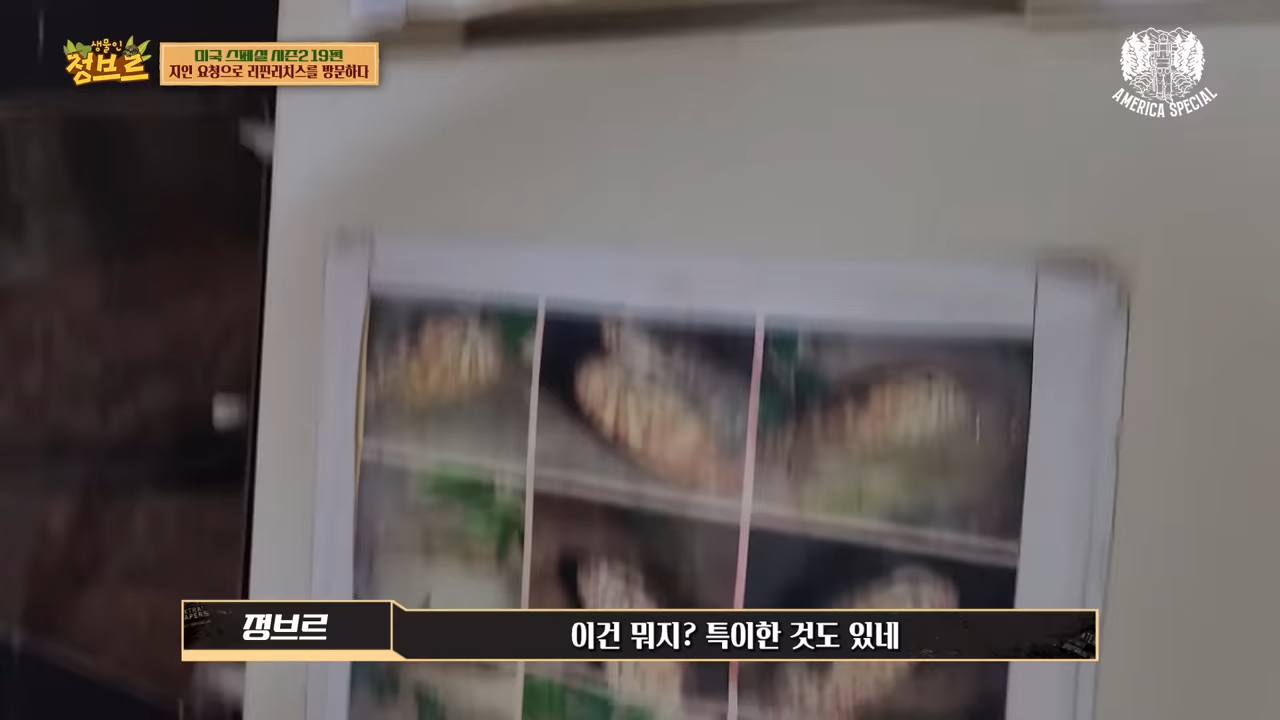 생물인
정브르
미국 스페셜 시즌2 19편
지인 요청으로 리핀리치스를 방문하다
AMERICA SPECIAL
정브르
이건 뭐지? 특이한 것도 있네